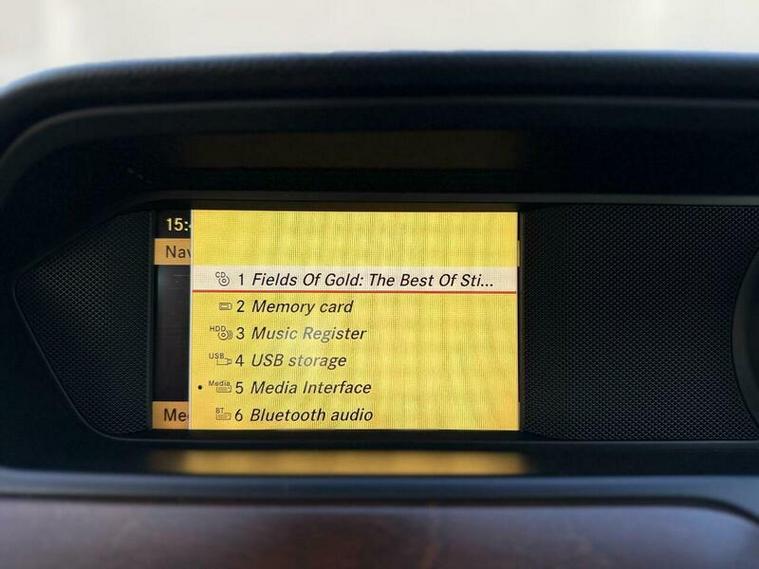 15:
Nav
CD 1 Fields Of Gold: The Best Of Sti...
2 Memory card
HDD 3 Music Register
USB 4 USB storage
• Media 5 Media Interface
BT 6 Bluetooth audio
Me